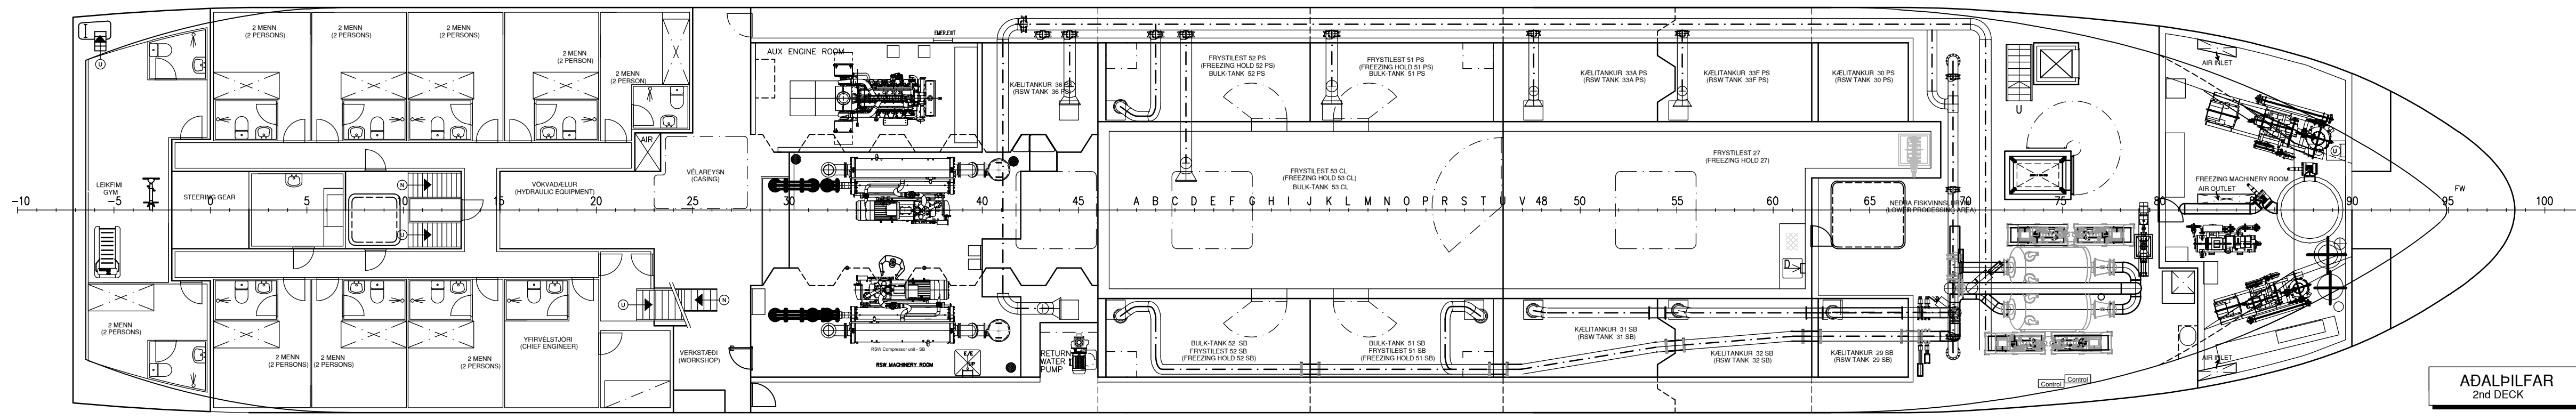 2 MENN
(2 PERSONS)
2 MENN
(2 PERSONS)
2 MENN
(2 PERSONS)
2 MENN
(2 PERSON)
2 MENN
(2 PERSON)
AIR
LEIKFIMI
GYM
STEERING GEAR
VÖKVADÆLUR
(HYDRAULIC EQUIPMENT)
VÉLAREYSN
(CASING)
AUX ENGINE ROOM
EMER.EXIT
KÆLITANKUR 36
(RSW TANK 36
FRYSTILEST 52 PS
(FREEZING HOLD 52 PS)
BULK-TANK 52 PS
FRYSTILEST 51 PS
(FREEZING HOLD 51 PS)
BULK-TANK 51 PS
KÆLITANKUR 33A PS
(RSW TANK 33A PS)
KÆLITANKUR 33F PS
(RSW TANK 33F PS)
KÆLITANKUR 30 PS
(RSW TANK 30 PS)
FRYSTILEST 53 CL
(FREEZING HOLD 53 CL)
BULK-TANK 53 CL
FRYSTILEST 27
(FREEZING HOLD 27)
(LOWER PROCESSING AREA)
U
U
N
U
U
N
U
AIR INLET
FREEZING MACHINERY ROOM
AIR OUTLET
AIR INLET
FW
-10 -5 0 5 10 15 20 25 30 40 45 A B C D E F G H I J K L M N O P R S T U V 48 50 55 60 65 70 75 80 85 90 95 100
2 MENN
(2 PERSONS)
2 MENN
(2 PERSONS)
2 MENN
(2 PERSONS)
2 MENN
(2 PERSONS)
YFIRVÉLSTJÓRI
(CHIEF ENGINEER)
VERKSTÆÐI
(WORKSHOP)
RSW Compressor unit - SB
RSW MACHINERY ROOM
RETURN
WATER
PUMP
BULK-TANK 52 SB
FRYSTILEST 52 SB
(FREEZING HOLD 52 SB)
BULK-TANK 51 SB
FRYSTILEST 51 SB
(FREEZING HOLD 51 SB)
KÆLITANKUR 31 SB
(RSW TANK 31 SB)
KÆLITANKUR 32 SB
(RSW TANK 32 SB)
KÆLITANKUR 29 SB
(RSW TANK 29 SB)
Control
Control
AÐALÞILFAR
2nd DECK